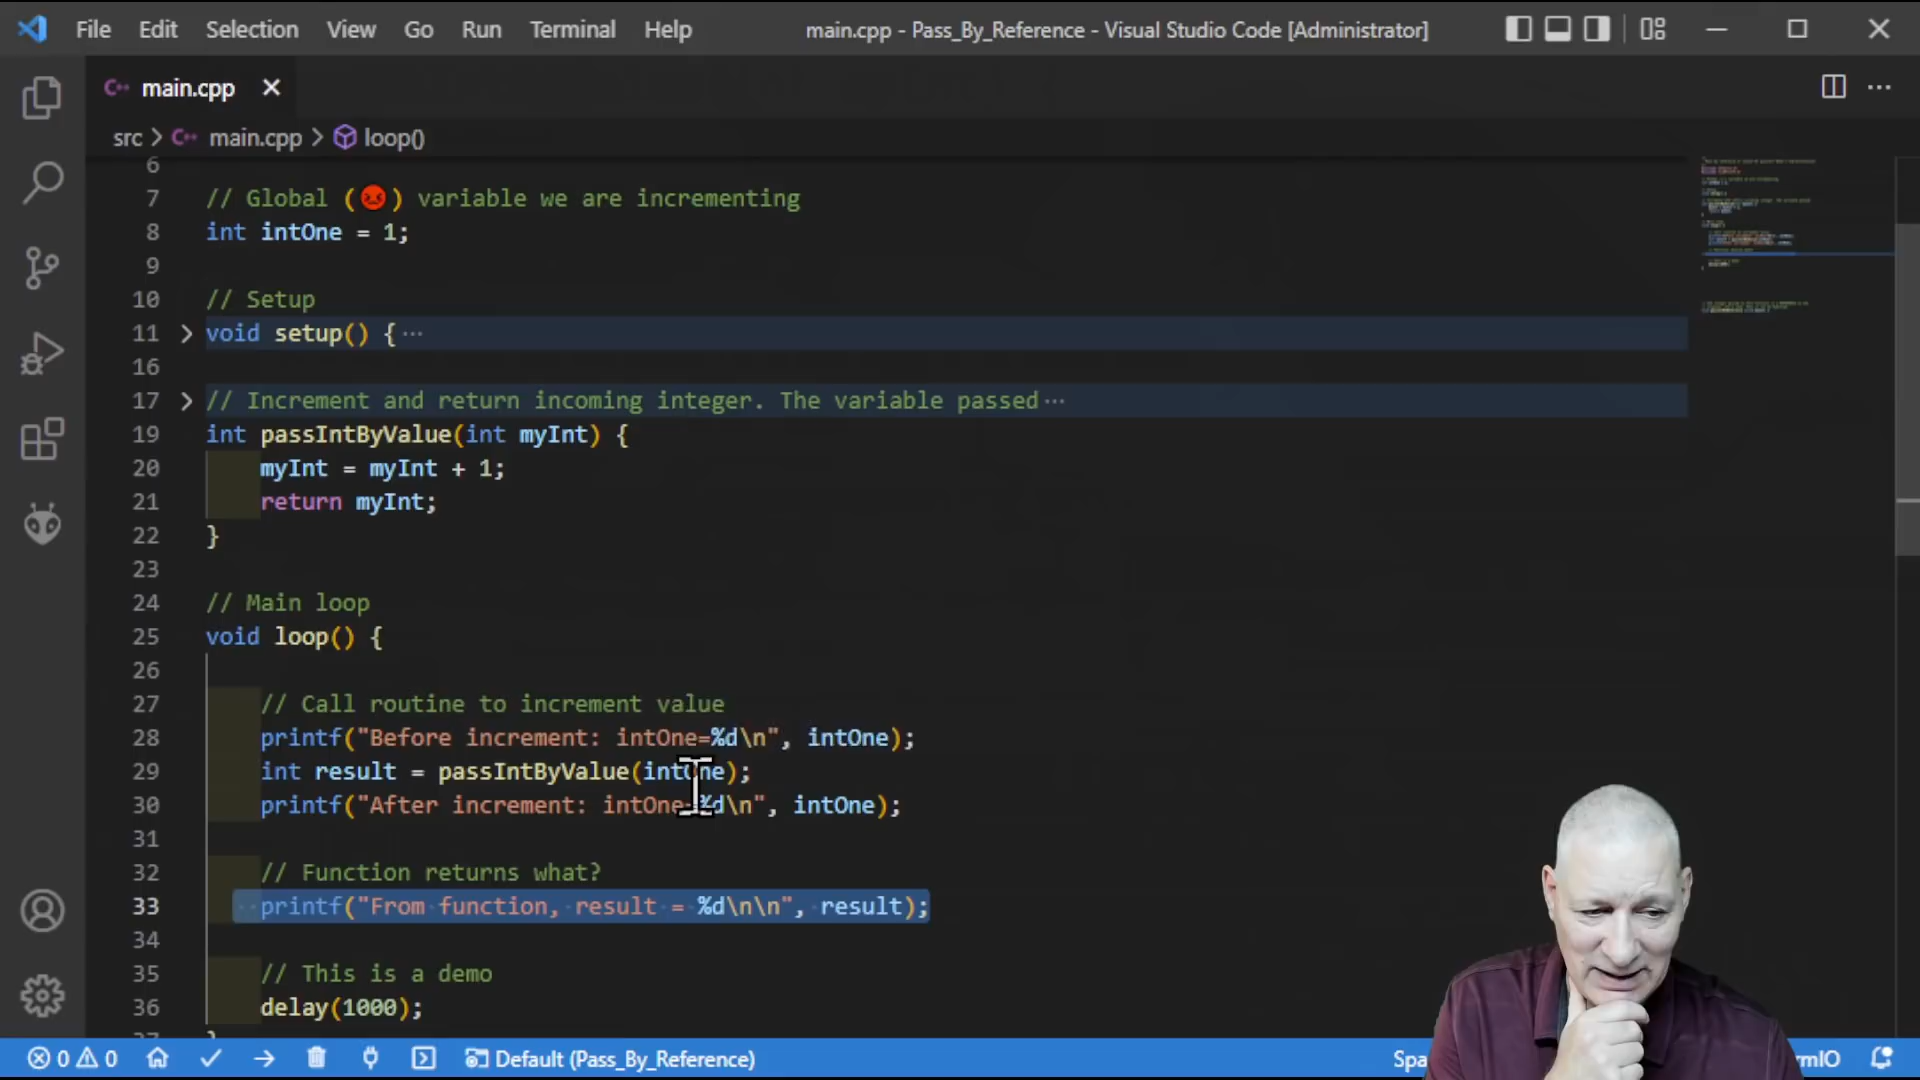 File Edit Selection View Go Run Terminal Help main.cpp - Pass_By_Reference - Visual Studio Code [Administrator]
main.cpp
src > main.cpp > loop()
6
7 // Global (😡) variable we are incrementing
8 int intOne = 1;
9
10 // Setup
11 void setup() { ···
16
17 // Increment and return incoming integer. The variable passed ···
19 int passIntByValue(int myInt) {
20 myInt = myInt + 1;
21 return myInt;
22 }
23
24 // Main loop
25 void loop() {
26
27 // Call routine to increment value
28 printf("Before increment: intOne=%d\n", intOne);
29 int result = passIntByValue(intOne);
30 printf("After increment: intOne=%d\n", intOne);
31
32 // Function returns what?
33 printf("From function, result = %d\n\n", result);
34
35 // This is a demo
36 delay(1000);
0 0 Default (Pass_By_Reference)